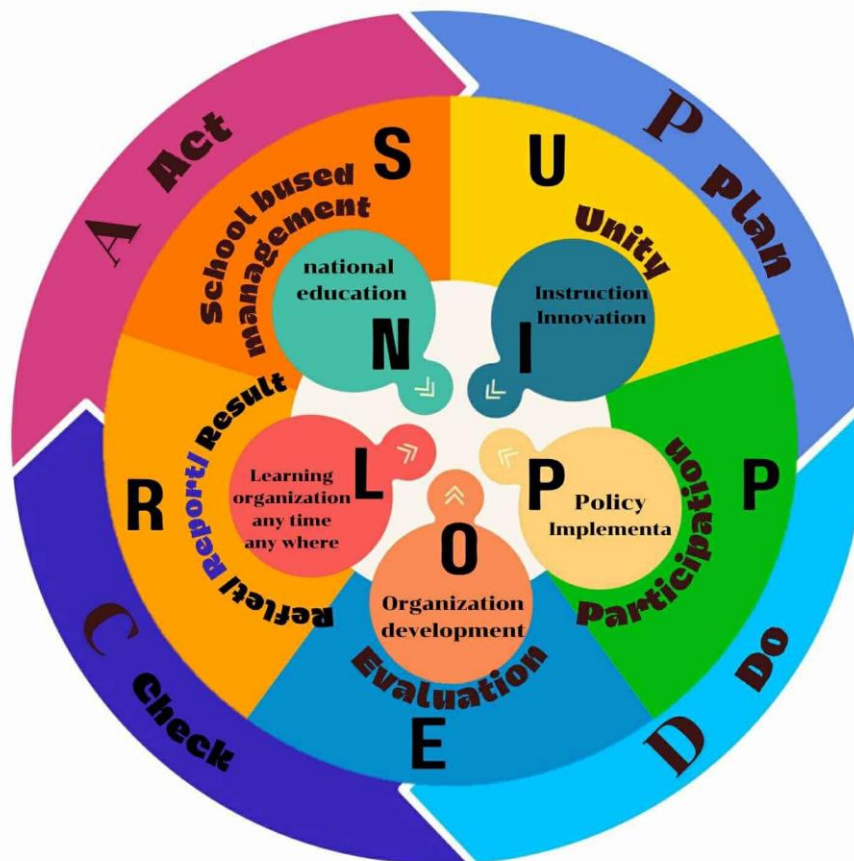 A Act
P Plan
D Do
C Check
S
School bused
management
U
Unity
P
Participation
E
Evaluation
R
Reflet/ Report/ Result
national
education
N
Instruction
Innovation
I
Policy
Implementa
P
Organization
development
O
Learning
organization
any time
any where
L